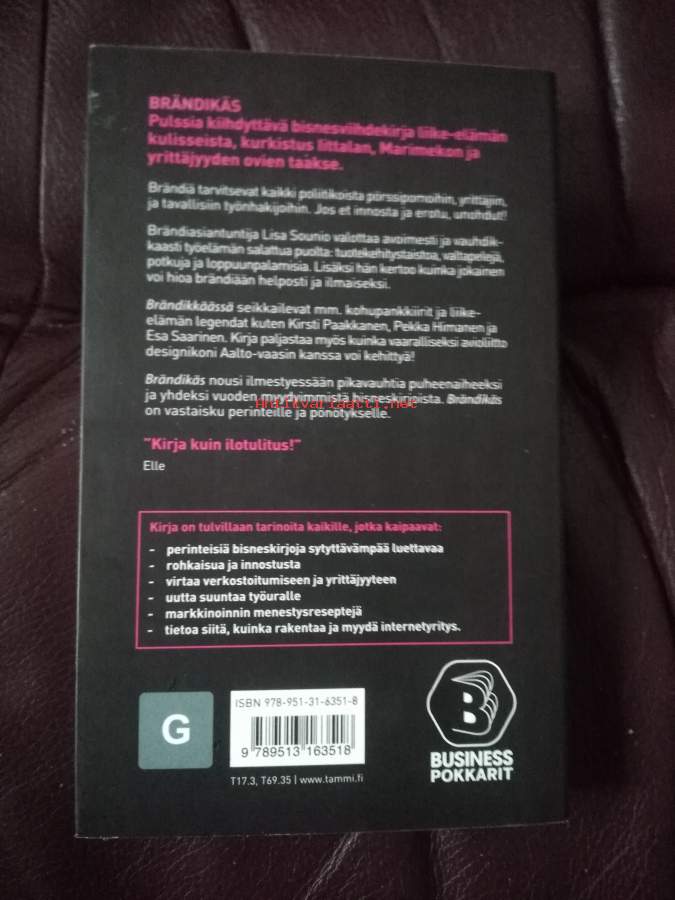 BRÄNDIKÄS
Pulssia kiihdyttävä bisnesviihdekirja liike-elämän
kulisseista, kurkistus Iittalan, Marimekon ja
yrittäjyyden ovien taakse.
Brändiä tarvitsevat kaikki poliitikoista pörssipomoihin, yrittäjiin,
ja tavallisiin työnhakijoihin. Jos et innosta ja erotu, unohdut!
Brändiasiantuntija Lisa Sounio valottaa avoimesti ja vauhdik-
kaasti työelämän salattua puolta: tuotekehitystaistoa, valtapelejä,
potkuja ja loppuunpalamisia. Lisäksi hän kertoo kuinka jokainen
voi hioa brändiään helposti ja ilmaiseksi.
Brändikkäässä seikkailevat mm. kohupankkiirit ja liike-
elämän legendat kuten Kirsti Paakkanen, Pekka Himanen ja
Esa Saarinen. Kirja paljastaa myös kuinka vaaralliseksi avioliitto
designikoni Aalto-vaasin kanssa voi kehittyä!
Brändikäs nousi ilmestyessään pikavauhtia puheenaiheeksi
ja yhdeksi vuoden myydyimmistä bisneskirjoista. Brändikäs
Antikvariaatti.net
on vastaisku perinteille ja pönötykselle.
"Kirja kuin ilotulitus!"
Elle
Kirja on tulvillaan tarinoita kaikille, jotka kaipaavat:
- perinteisiä bisneskirjoja sytyttävämpää luettavaa
- rohkaisua ja innostusta
- virtaa verkostoitumiseen ja yrittäjyyteen
- uutta suuntaa työuralle
- markkinoinnin menestysreseptejä
- tietoa siitä, kuinka rakentaa ja myydä internetyritys.
G
ISBN 978-951-31-6351-8
9 789513 163518
T17.3, T69.35 | www.tammi.fi
B
BUSINESS
POKKARIT